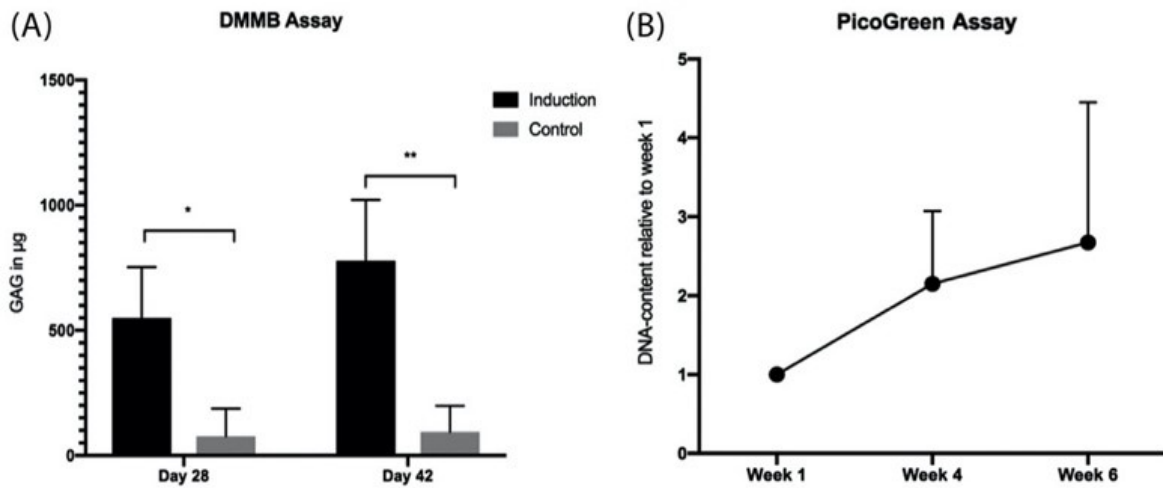 (A)
DMMB Assay
GAG in µg
1500
1000
500
0
*
**
Induction
Control
Day 28
Day 42
(B)
PicoGreen Assay
DNA-content relative to week 1
5
4
3
2
1
0
Week 1
Week 4
Week 6